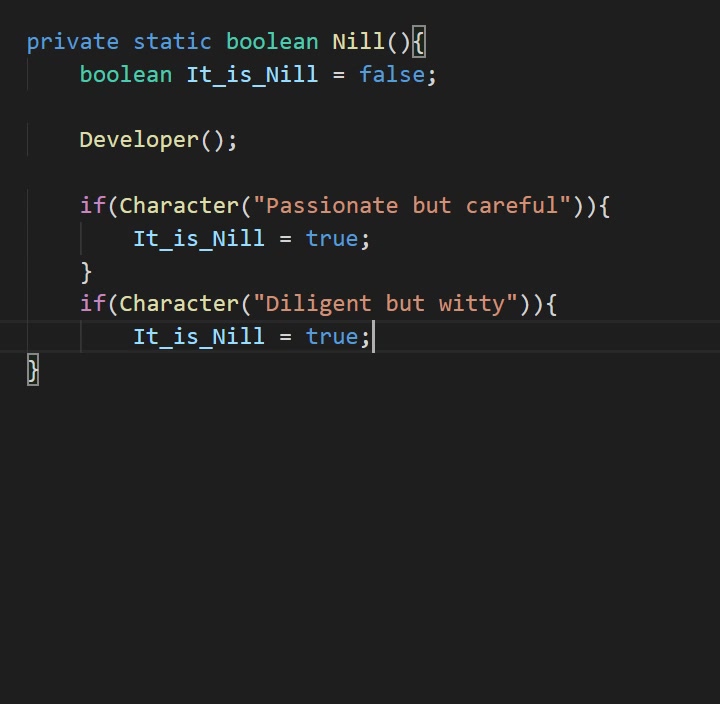 private static boolean Nill(){
    boolean It_is_Nill = false;

    Developer();

    if(Character("Passionate but careful")){
        It_is_Nill = true;
    }
    if(Character("Diligent but witty")){
        It_is_Nill = true;
}